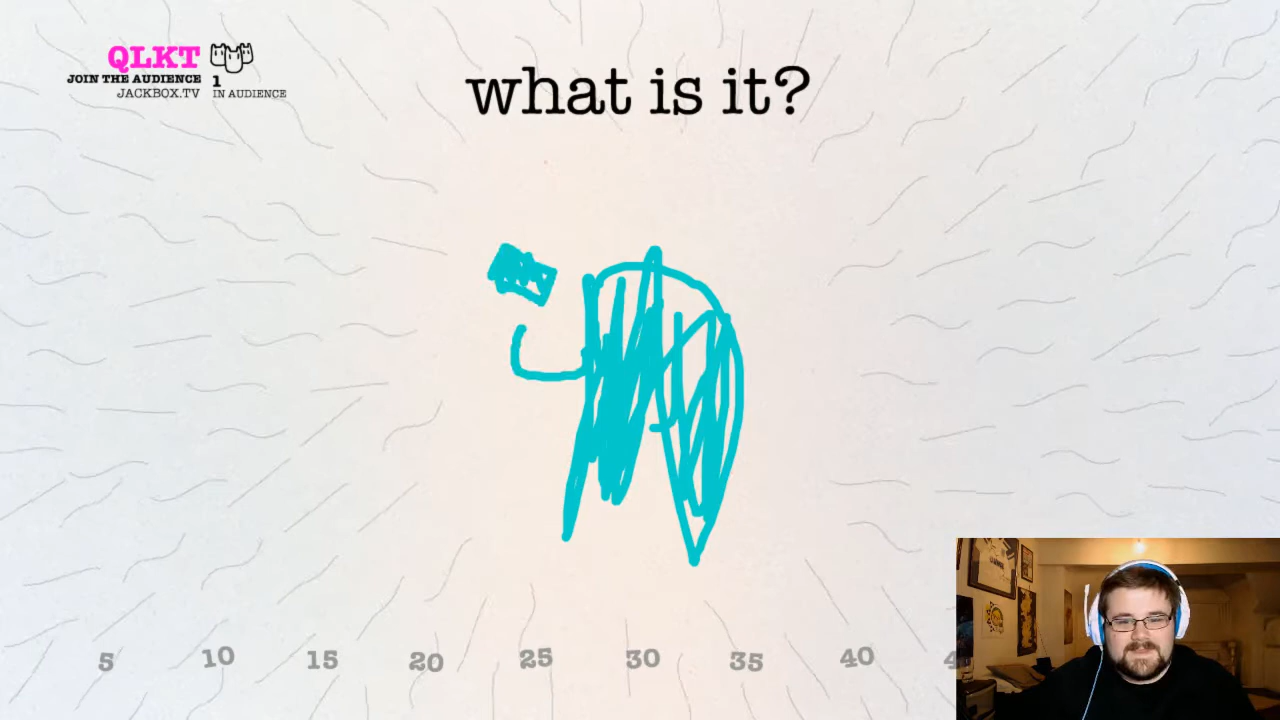 QLKT
JOIN THE AUDIENCE
JACKBOX.TV
1
IN AUDIENCE
what is it?
5 10 15 20 25 30 35 40